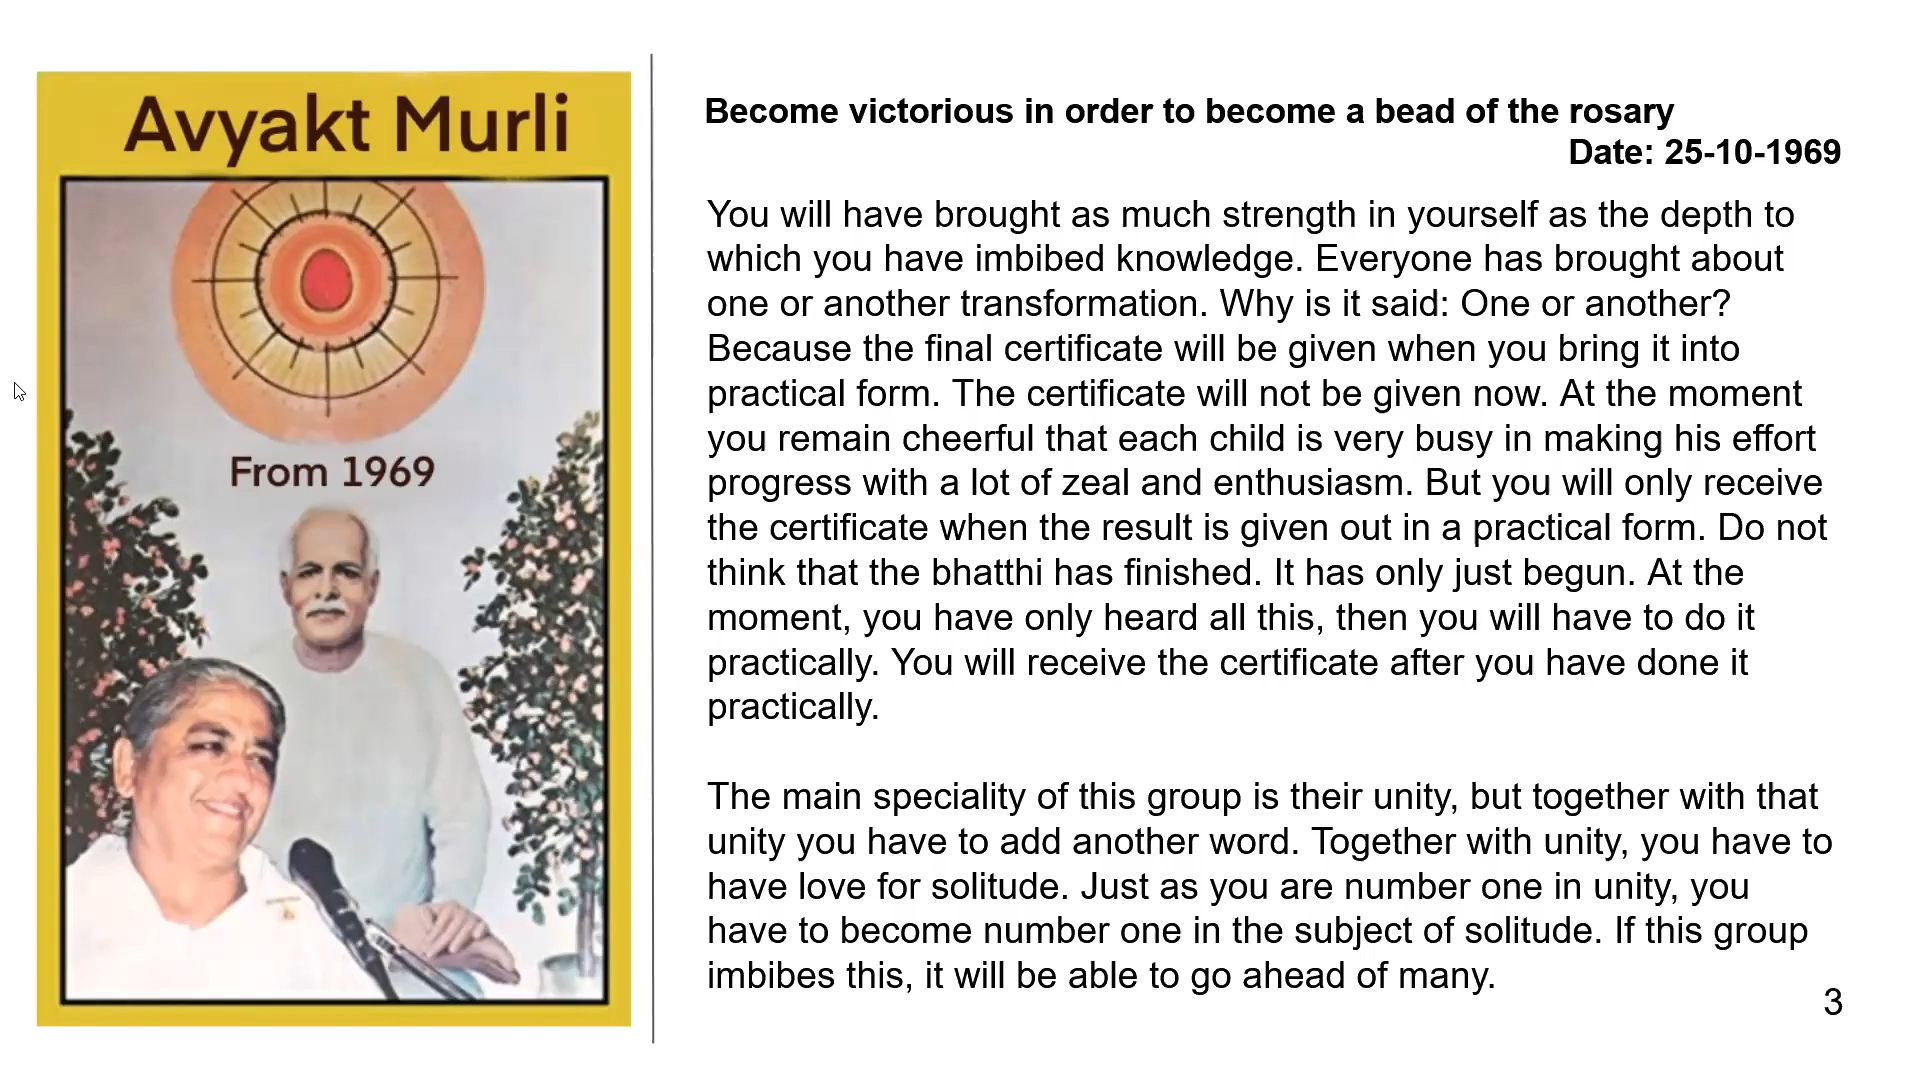 Avyakt Murli
From 1969
Become victorious in order to become a bead of the rosary
Date: 25-10-1969
You will have brought as much strength in yourself as the depth to
which you have imbibed knowledge. Everyone has brought about
one or another transformation. Why is it said: One or another?
Because the final certificate will be given when you bring it into
practical form. The certificate will not be given now. At the moment
you remain cheerful that each child is very busy in making his effort
progress with a lot of zeal and enthusiasm. But you will only receive
the certificate when the result is given out in a practical form. Do not
think that the bhatthi has finished. It has only just begun. At the
moment, you have only heard all this, then you will have to do it
practically. You will receive the certificate after you have done it
practically.
The main speciality of this group is their unity, but together with that
unity you have to add another word. Together with unity, you have to
have love for solitude. Just as you are number one in unity, you
have to become number one in the subject of solitude. If this group
imbibes this, it will be able to go ahead of many.
3